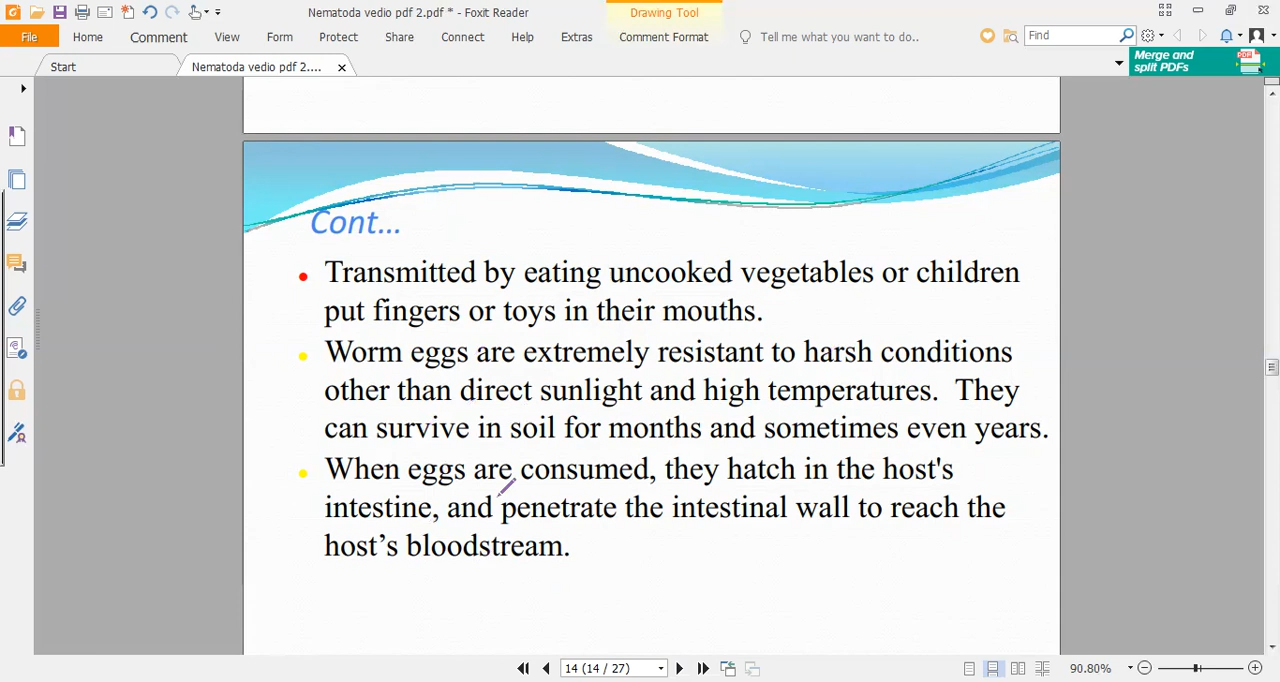 Nematoda vedio pdf 2.pdf * - Foxit Reader
Drawing Tool
File Home Comment View Form Protect Share Connect Help Extras Comment Format Tell me what you want to do.. Find
Start
Nematoda vedio pdf 2....
Merge and
split PDFs
Cont...
Transmitted by eating uncooked vegetables or children
put fingers or toys in their mouths.
Worm eggs are extremely resistant to harsh conditions
other than direct sunlight and high temperatures. They
can survive in soil for months and sometimes even years.
When eggs are consumed, they hatch in the host's
intestine, and penetrate the intestinal wall to reach the
host’s bloodstream.
14 (14 / 27)
90.80%